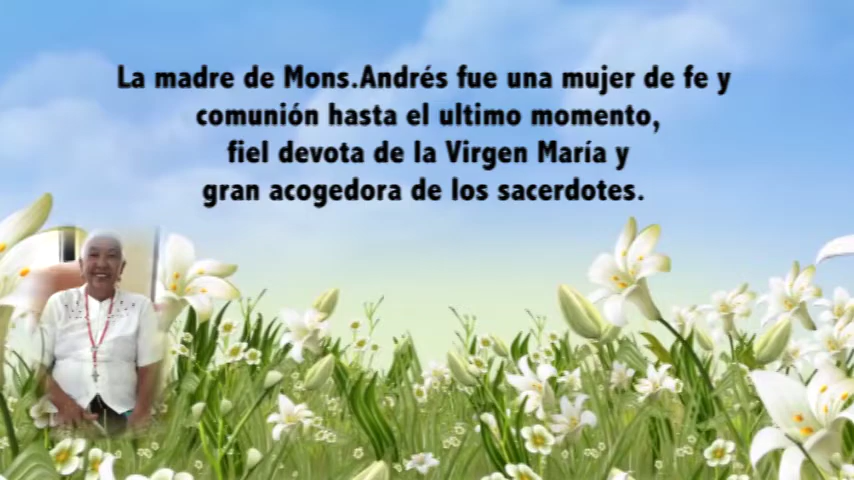 La madre de Mons.Andrés fue una mujer de fe y
comunión hasta el ultimo momento,
fiel devota de la Virgen María y
gran acogedora de los sacerdotes.